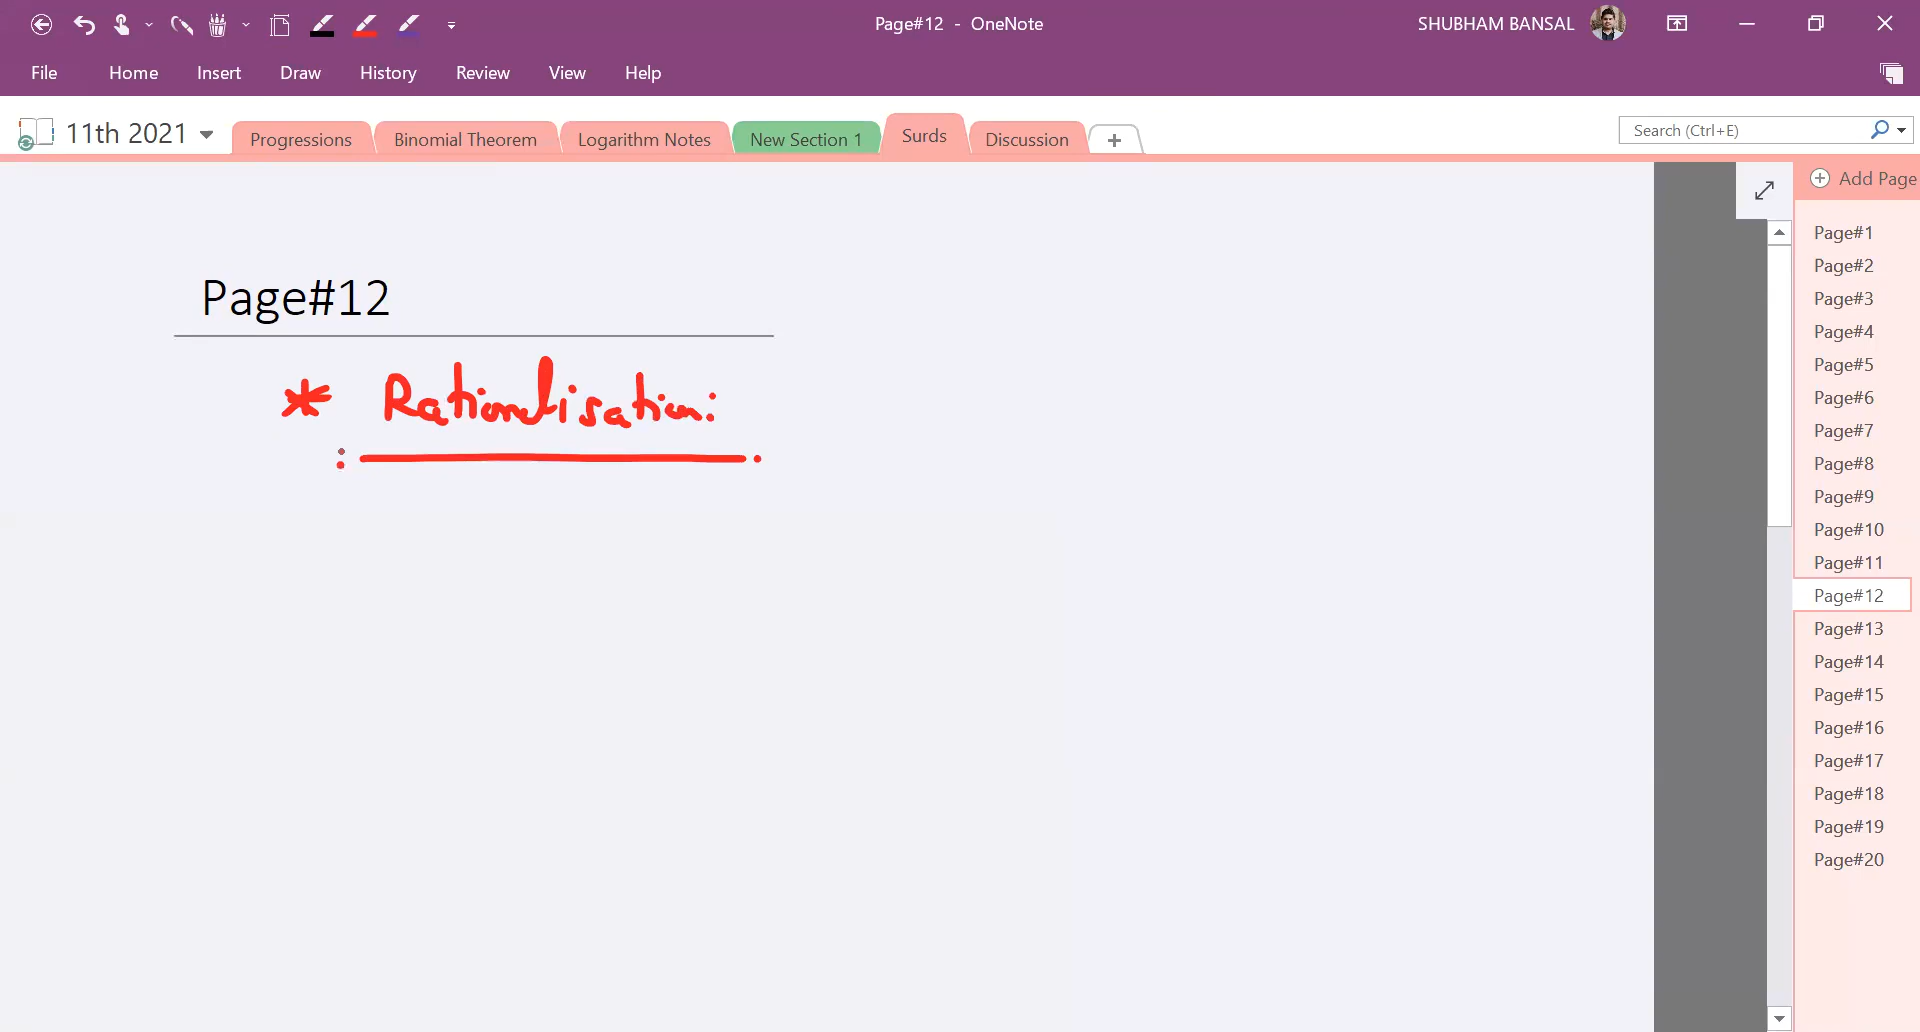 Page#12 - OneNote
SHUBHAM BANSAL
File Home Insert Draw History Review View Help
11th 2021
Progressions Binomial Theorem Logarithm Notes New Section 1 Surds Discussion +
Search (Ctrl+E)
Add Page
Page#12
* Rationalisation:
Page#1
Page#2
Page#3
Page#4
Page#5
Page#6
Page#7
Page#8
Page#9
Page#10
Page#11
Page#12
Page#13
Page#14
Page#15
Page#16
Page#17
Page#18
Page#19
Page#20